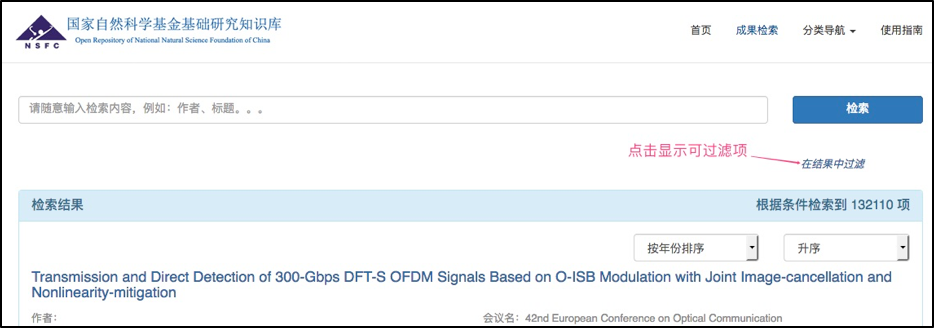 国家自然科学基金基础研究知识库
Open Repository of National Natural Science Foundation of China
NSFC
首页 成果检索 分类导航 使用指南
请随意输入检索内容，例如：作者、标题。。。
检索
点击显示可过滤项
在结果中过滤
检索结果 根据条件检索到 132110 项
按年份排序 升序
Transmission and Direct Detection of 300-Gbps DFT-S OFDM Signals Based on O-ISB Modulation with Joint Image-cancellation and
Nonlinearity-mitigation
作者： 会议名：42nd European Conference on Optical Communication